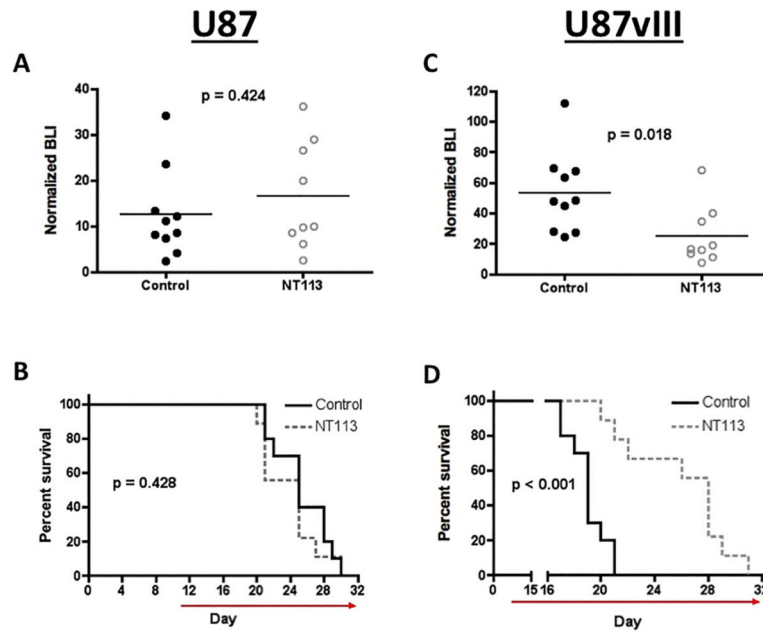 U87
U87vIII
A
p = 0.424
Normalized BLI
40
30
20
10
0
Control
NT113
C
p = 0.018
Normalized BLI
120
100
80
60
40
20
0
Control
NT113
B
Control
NT113
p = 0.428
Percent survival
100
80
60
40
20
0
0 4 8 12 16 20 24 28 32
Day
D
Control
NT113
p < 0.001
Percent survival
100
80
60
40
20
0
0 15 16 20 24 28 32
Day